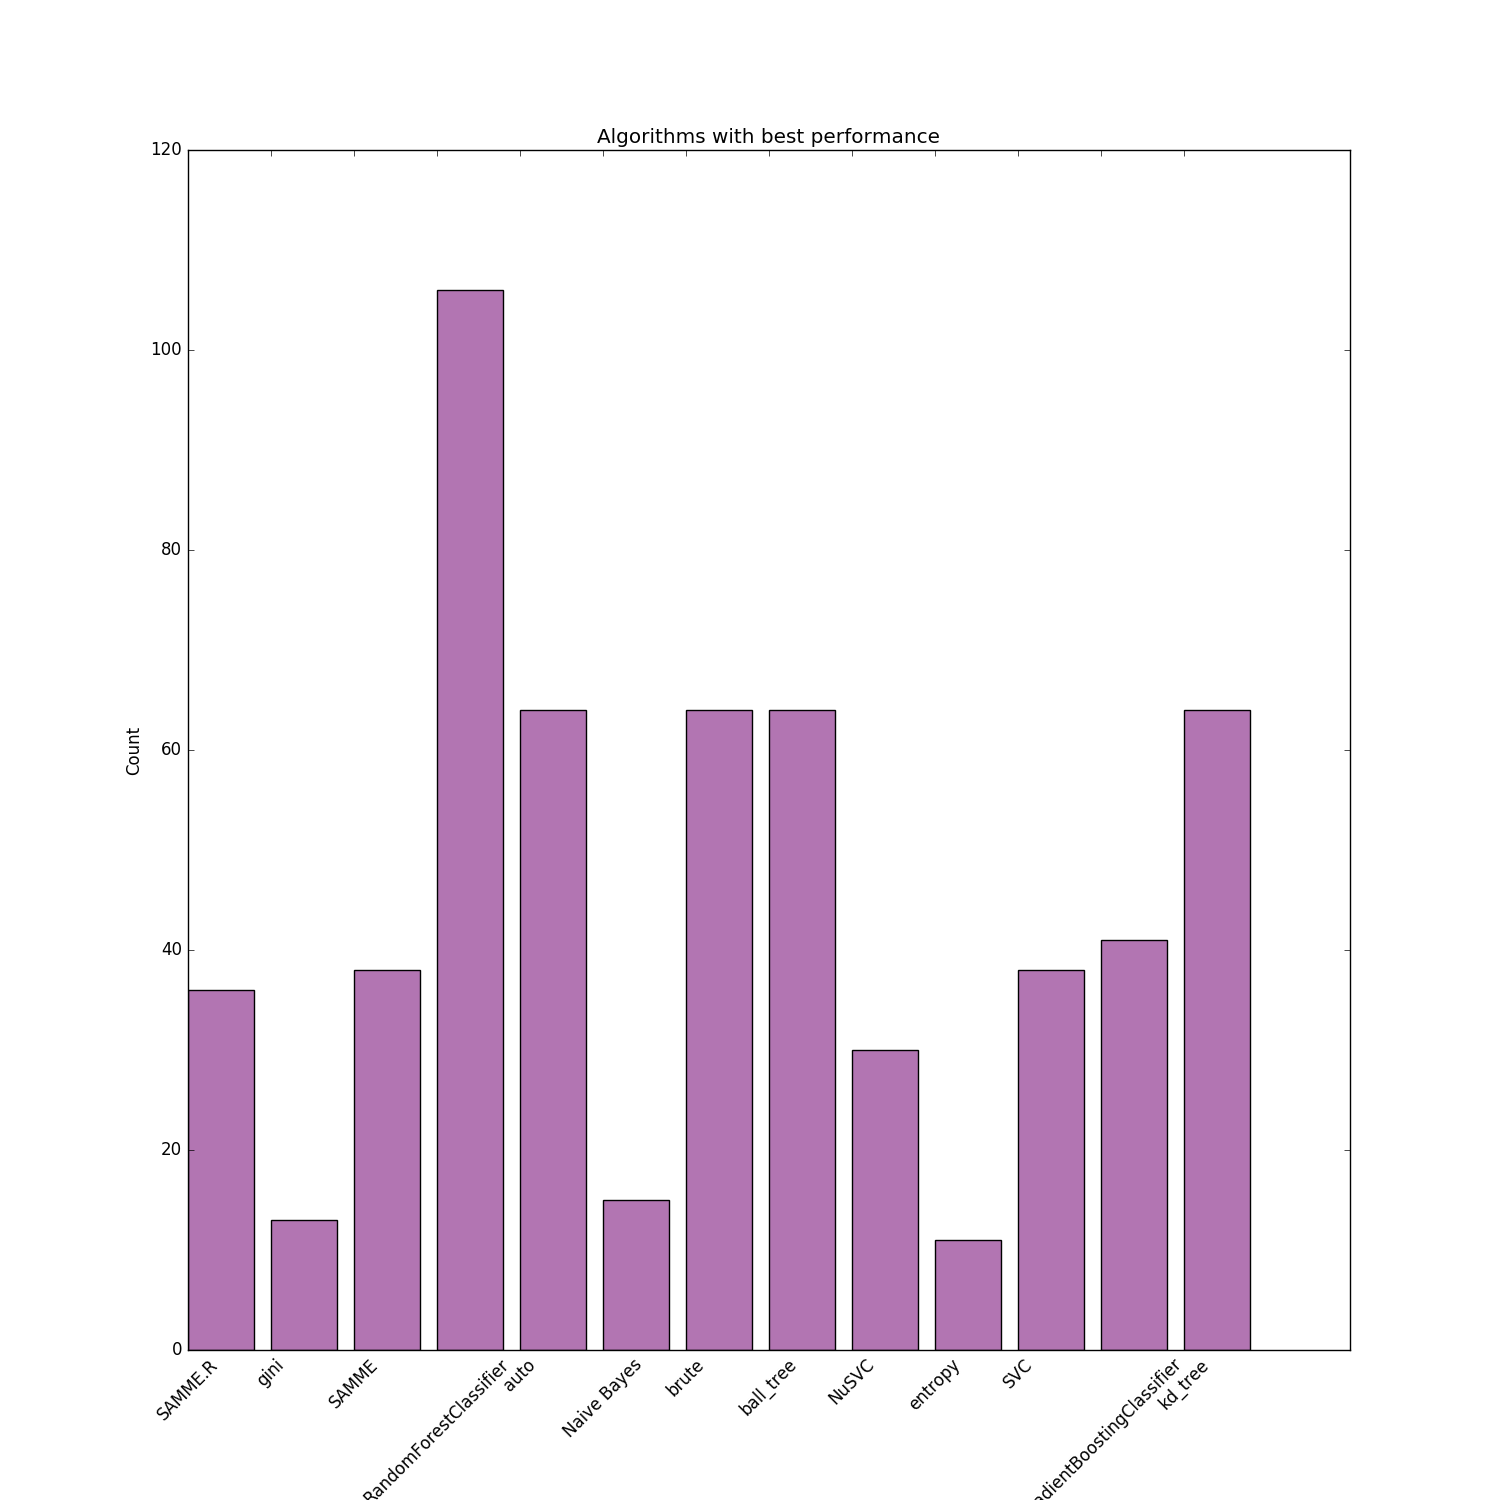 Algorithms with best performance
120
100
80
60
40
20
0
Count
SAMME.R
gini
SAMME
RandomForestClassifier
auto
Naive Bayes
brute
ball_tree
NuSVC
entropy
SVC
adientBoostingClassifier
kd_tree